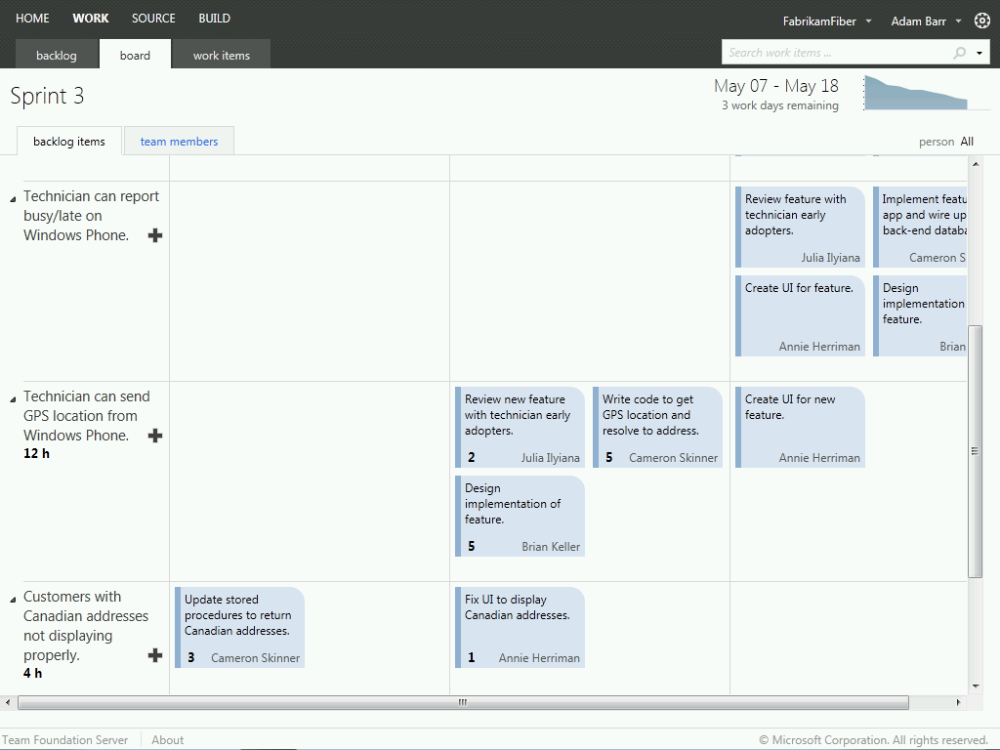 HOME WORK SOURCE BUILD
FabrikamFiber Adam Barr
backlog board work items
Search work items ...
Sprint 3
May 07 - May 18
3 work days remaining
backlog items team members
person All
Technician can report
busy/late on
Windows Phone.
Review feature with
technician early
adopters.
Julia Ilyiana
Implement featu
app and wire up
back-end databa
Cameron S
Create UI for feature.
Annie Herriman
Design
implementation
feature.
Brian
Technician can send
GPS location from
Windows Phone.
12 h
Review new feature
with technician early
adopters.
2 Julia Ilyiana
Write code to get
GPS location and
resolve to address.
5 Cameron Skinner
Create UI for new
feature.
Annie Herriman
Design
implementation of
feature.
5 Brian Keller
Customers with
Canadian addresses
not displaying
properly.
4 h
Update stored
procedures to return
Canadian addresses.
3 Cameron Skinner
Fix UI to display
Canadian addresses.
1 Annie Herriman
Team Foundation Server About
© Microsoft Corporation. All rights reserved.